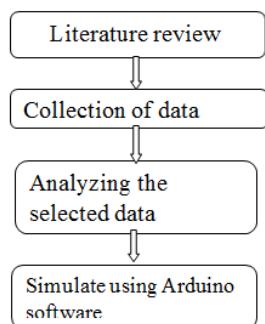 Literature review
Collection of data
Analyzing the
selected data
Simulate using Arduino
software